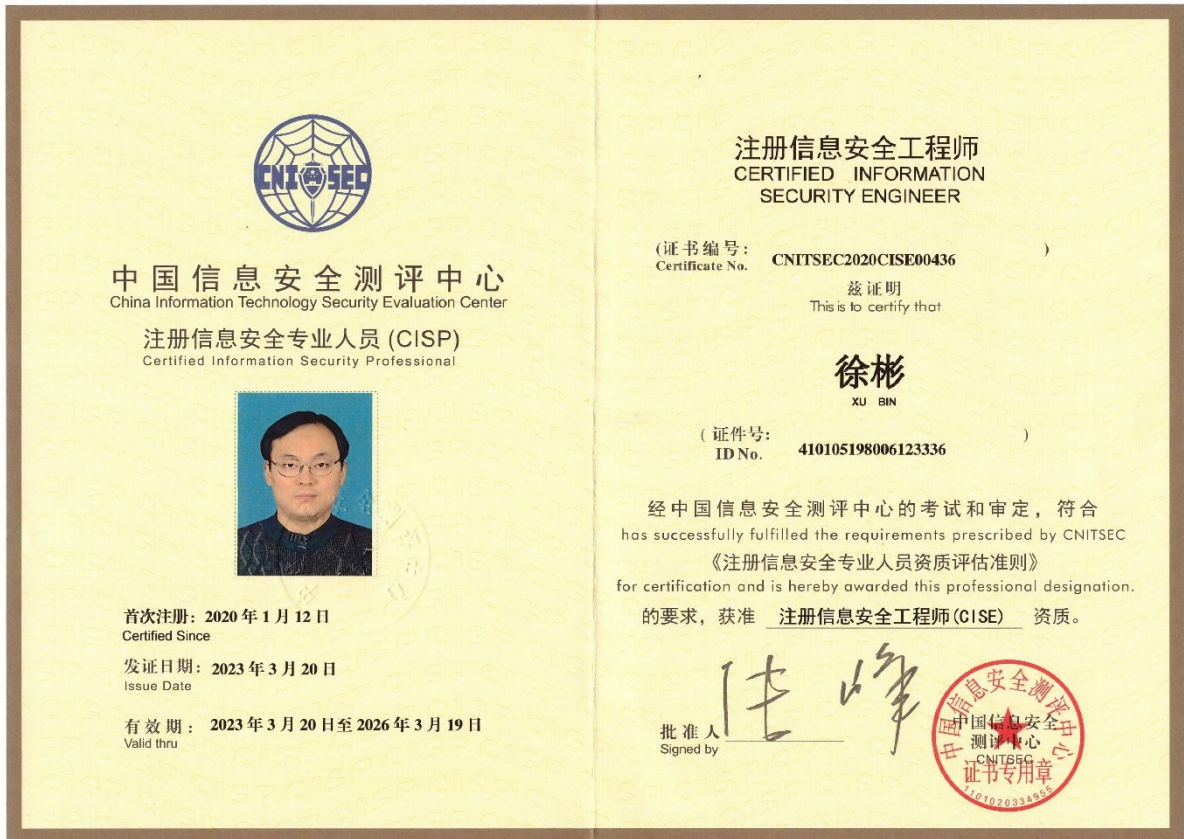 CNITSEC
中国信息安全测评中心
China Information Technology Security Evaluation Center
注册信息安全专业人员 (CISP)
Certified Information Security Professional
首次注册: 2020 年 1 月 12 日
Certified Since
发证日期: 2023 年 3 月 20 日
Issue Date
有效期: 2023 年 3 月 20 日至 2026 年 3 月 19 日
Valid thru
注册信息安全工程师
CERTIFIED INFORMATION
SECURITY ENGINEER
(证书编号: CNITSEC2020CISE00436 )
Certificate No.
兹证明
This is to certify that
徐彬
XU BIN
( 证件号: 410105198006123336 )
ID No.
经中国信息安全测评中心的考试和审定, 符合
has successfully fulfilled the requirements prescribed by CNITSEC
《注册信息安全专业人员资质评估准则》
for certification and is hereby awarded this professional designation.
的要求, 获准 注册信息安全工程师(CISE) 资质。
批准人
Signed by
中国信息安全测评中心
中国信息安全
测评中心
CNITSEC
证书专用章
1101020334955